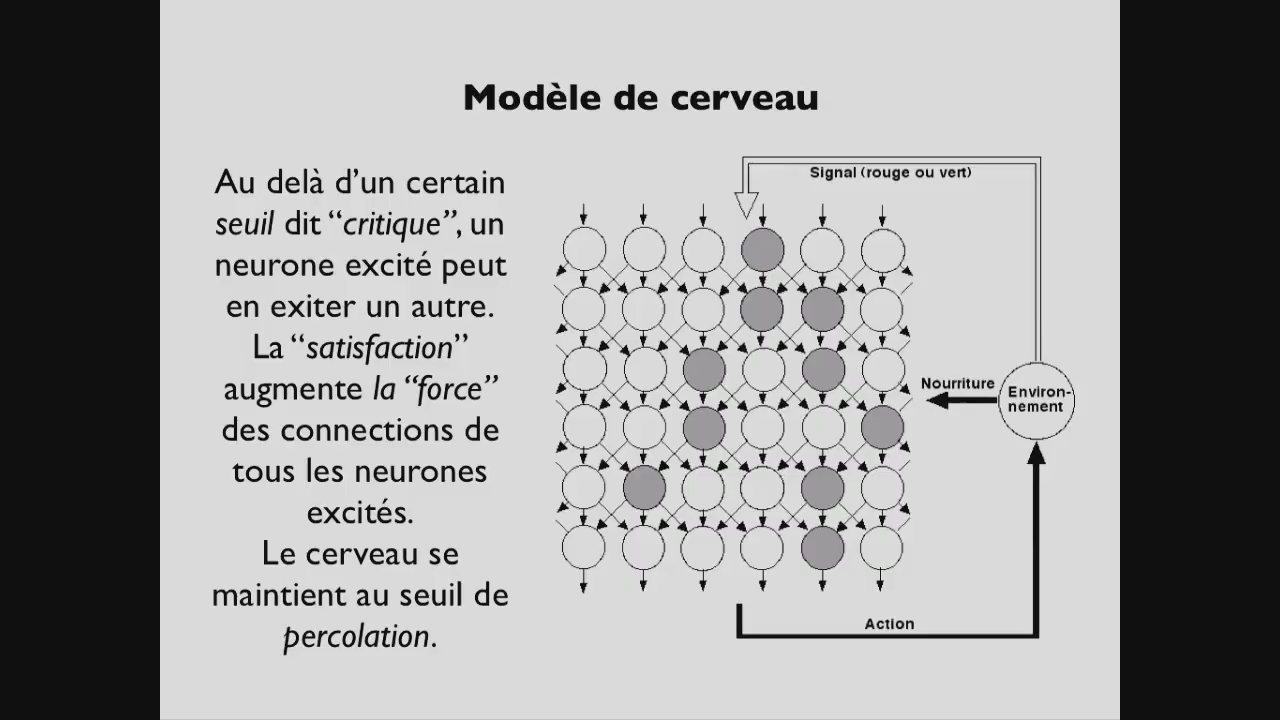 Modèle de cerveau
Au delà d’un certain
seuil dit “critique”, un
neurone excité peut
en exiter un autre.
La “satisfaction”
augmente la “force”
des connections de
tous les neurones
excités.
Le cerveau se
maintient au seuil de
percolation.
Signal (rouge ou vert)
Nourriture
Environ-
nement
Action